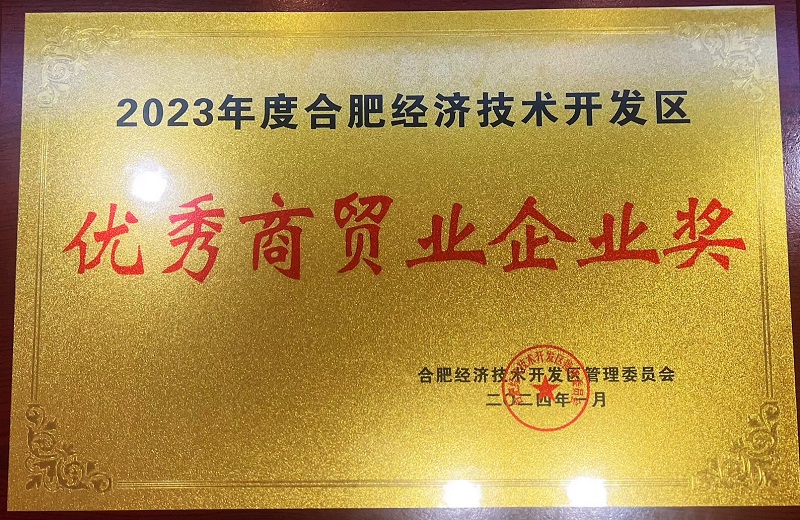 2023年度合肥经济技术开发区
优秀商贸业企业奖
合肥经济技术开发区管理委员会
二〇二四年一月